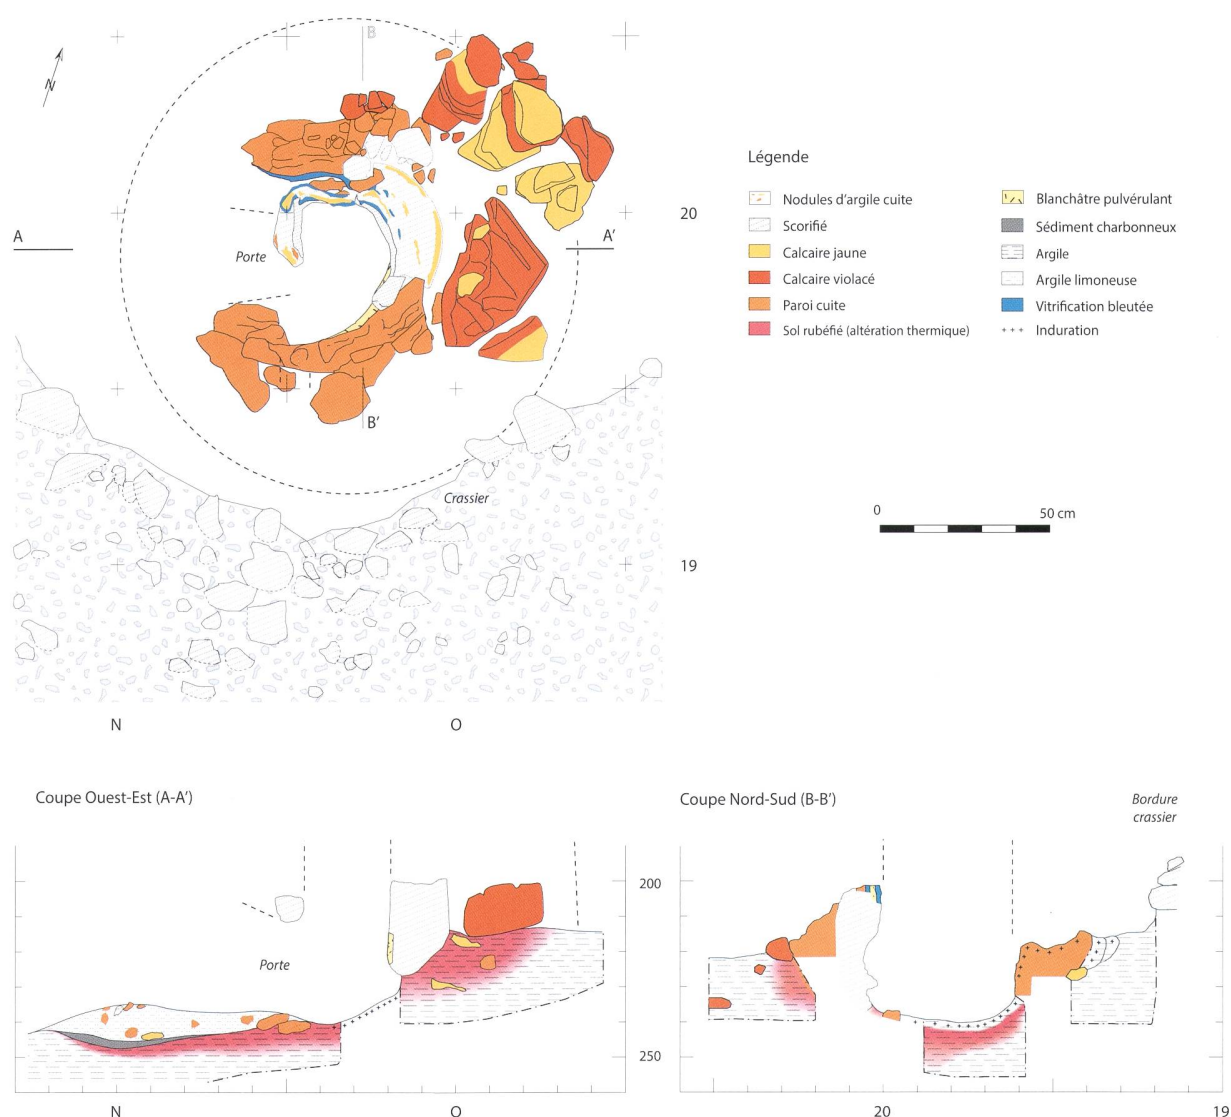 N
B
A
A'
Porte
B'
Crassier
20
19
N
O
Légende
Nodules d'argile cuite
Scorifié
Calcaire jaune
Calcaire violacé
Paroi cuite
Sol rubéfié (altération thermique)
Blanchâtre pulvérulant
Sédiment charbonneux
Argile
Argile limoneuse
Vitrification bleutée
Induration
0
50 cm
Coupe Ouest-Est (A-A')
Porte
200
250
N
O
Coupe Nord-Sud (B-B')
Bordure
crassier
20
19